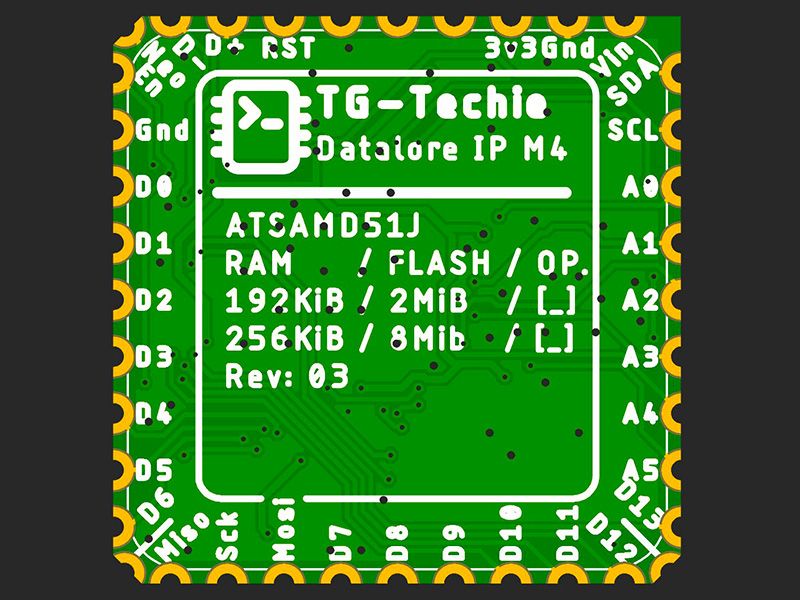 Neo
En
D-
D+
RST
3v3
Gnd
Vin
SDA
Gnd
SCL
D0
A0
D1
A1
D2
A2
D3
A3
D4
A4
D5
A5
>_
TG-Techie
Datalore IP M4
ATSAMD51J
RAM / FLASH / OP.
192KiB / 2MiB / [_]
256KiB / 8Mib / [_]
Rev: 03
D6
Miso
Sck
Mosi
D7
D8
D9
D10
D11
D12
D13